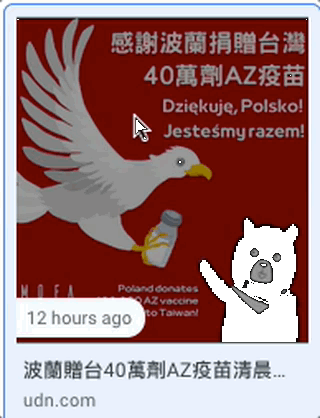 感謝波蘭捐贈台灣
40萬劑AZ疫苗
Dziękuję, Polsko!
Jesteśmy razem!
Poland donates
AZ vaccine
to Taiwan!
MOFA
12 hours ago
波蘭贈台40萬劑AZ疫苗清晨...
udn.com